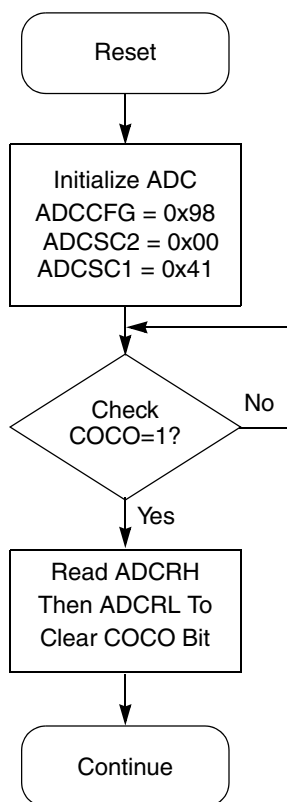 Reset
Initialize ADC
ADCCFG = 0x98
ADCSC2 = 0x00
ADCSC1 = 0x41
Check
COCO=1?
No
Yes
Read ADCRH
Then ADCRL To
Clear COCO Bit
Continue